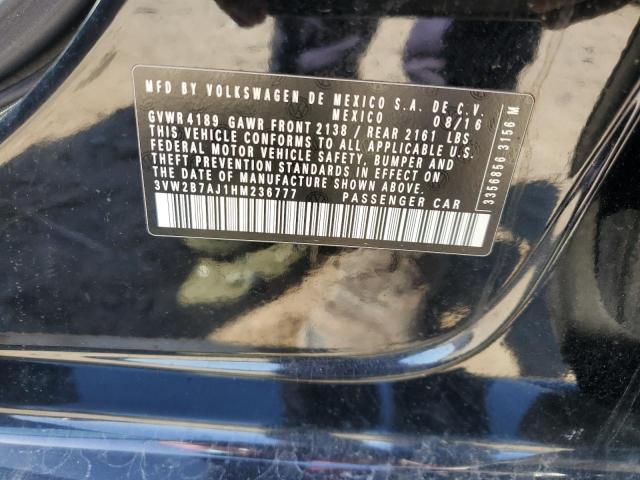 MFD BY VOLKSWAGEN DE MEXICO S.A. DE C.V.
MEXICO 08/16
GVWR 4189 GAWR FRONT 2138 / REAR 2161 LBS
THIS VEHICLE CONFORMS TO ALL APPLICABLE U.S.
FEDERAL MOTOR VEHICLE SAFETY, BUMPER AND
THEFT PREVENTION STANDARDS IN EFFECT ON
THE DATE OF MANUFACTURE SHOWN ABOVE.
3VW2B7AJ1HM236777 PASSENGER CAR
3356856 3156 M